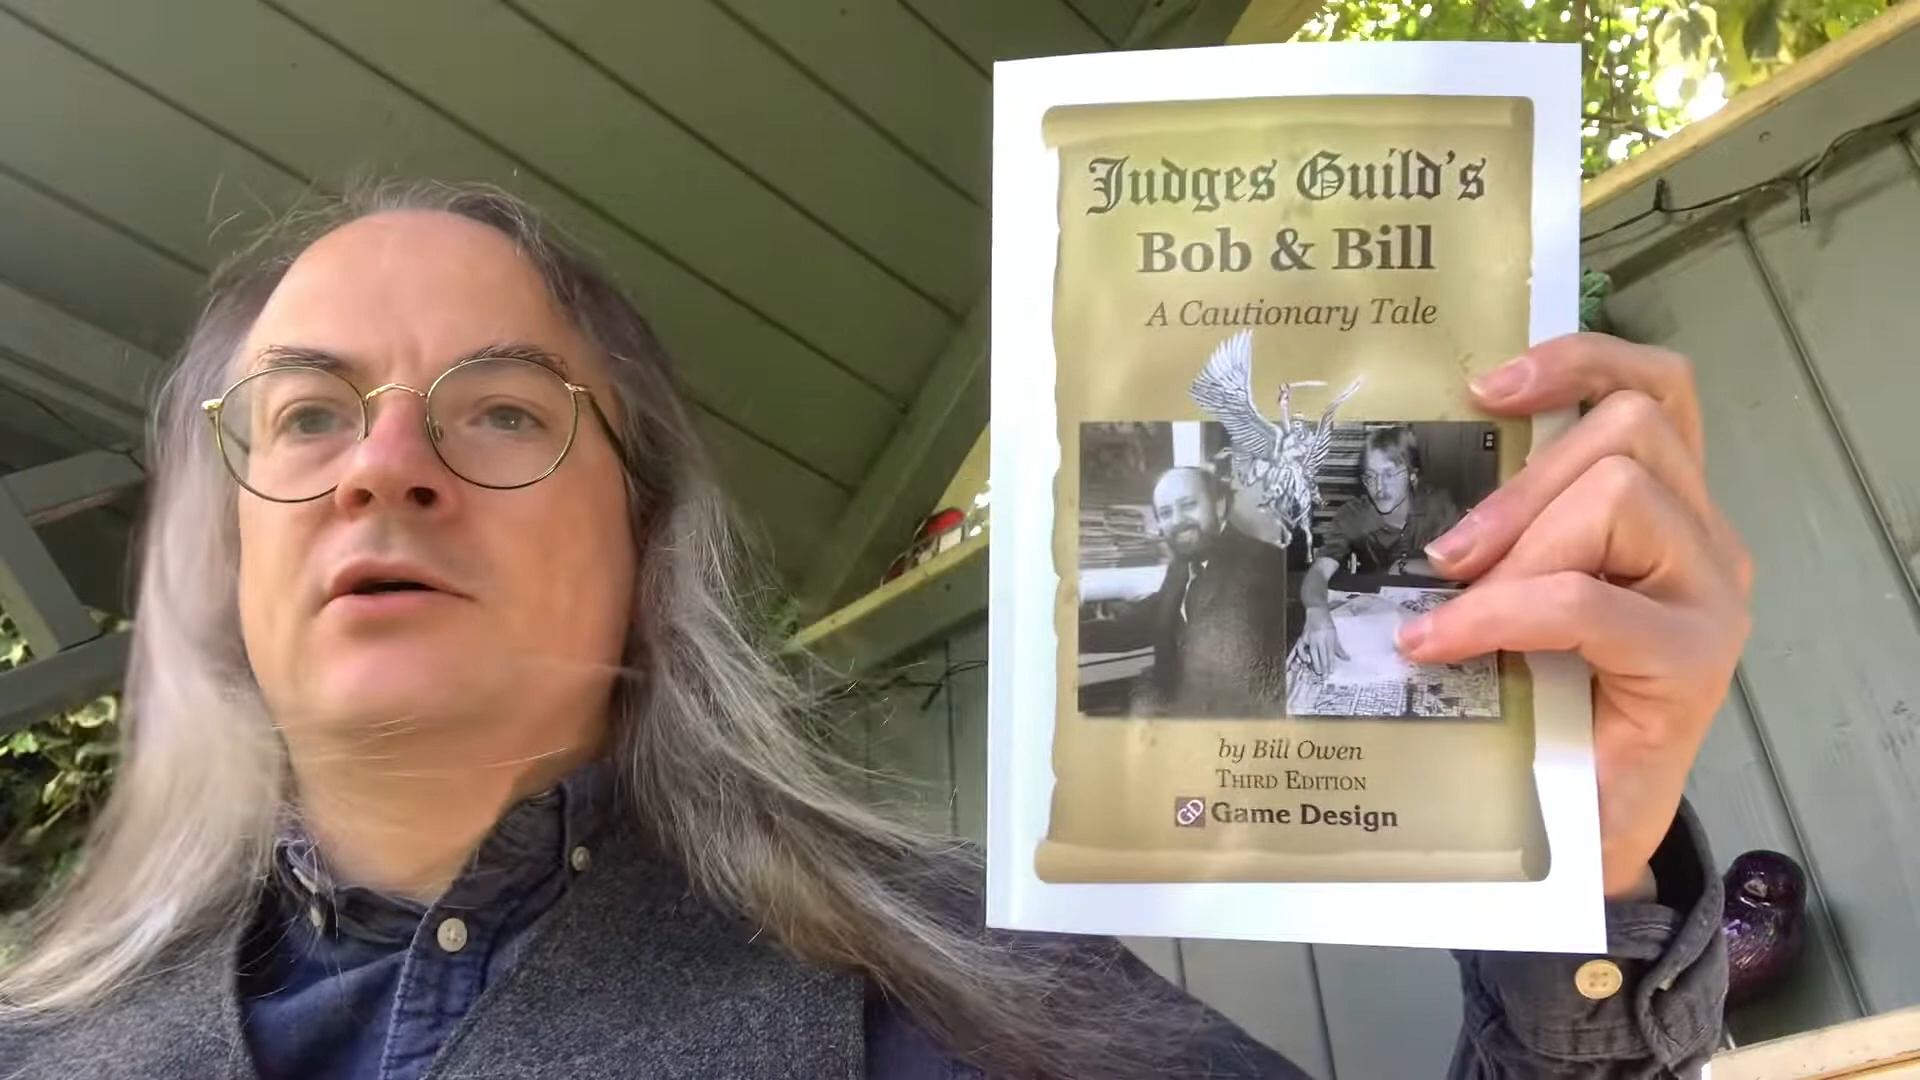 Judges Guild's
Bob & Bill
A Cautionary Tale
by Bill Owen
THIRD EDITION
GD Game Design